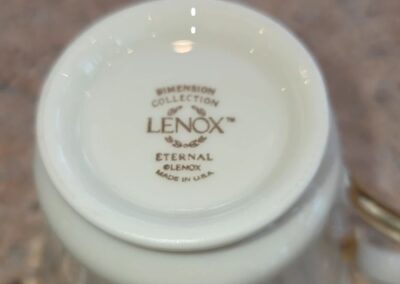 DIMENSION
COLLECTION
LENOX™
ETERNAL
©LENOX
MADE IN U.S.A.